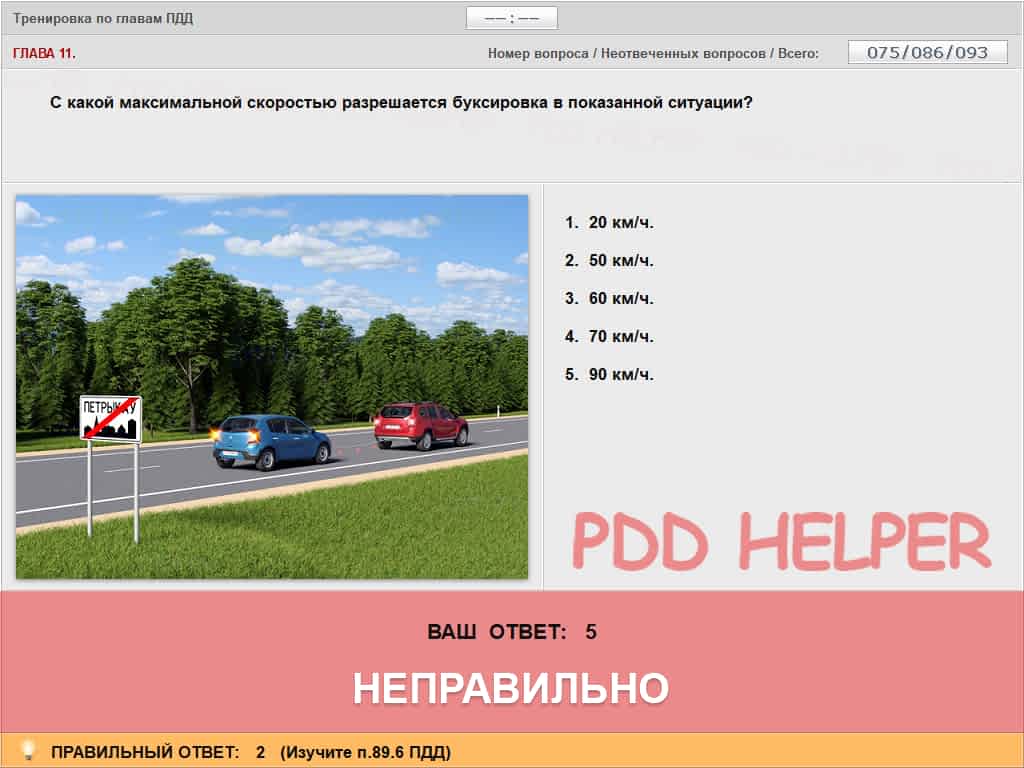 Тренировка по главам ПДД
—— : ——
ГЛАВА 11.
Номер вопроса / Неотвеченных вопросов / Всего:
075/086/093
С какой максимальной скоростью разрешается буксировка в показанной ситуации?
ПЕТРЫКАЎ
1. 20 км/ч.
2. 50 км/ч.
3. 60 км/ч.
4. 70 км/ч.
5. 90 км/ч.
PDD HELPER
ВАШ ОТВЕТ: 5
НЕПРАВИЛЬНО
ПРАВИЛЬНЫЙ ОТВЕТ: 2 (Изучите п.89.6 ПДД)